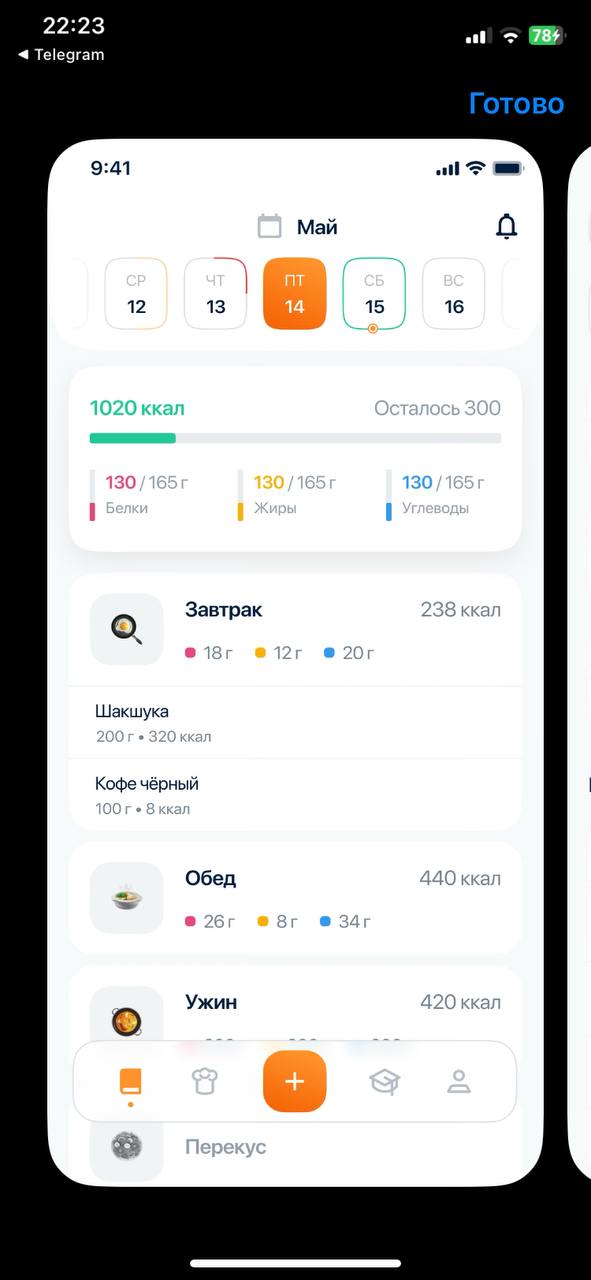 22:23
78
◀ Telegram
Готово
9:41
Май
СР ЧТ ПТ СБ ВС
12 13 14 15 16
1020 ккал Осталось 300
130 / 165 г 130 / 165 г 130 / 165 г
Белки Жиры Углеводы
Завтрак 238 ккал
18 г 12 г 20 г
Шакшука
200 г • 320 ккал
Кофе чёрный
100 г • 8 ккал
Обед 440 ккал
26 г 8 г 34 г
Ужин 420 ккал
Перекус